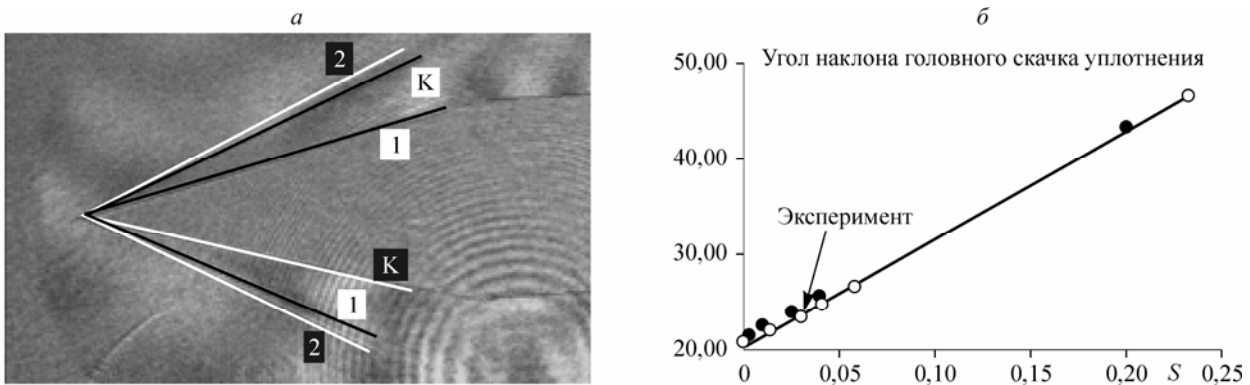 а
б
2
К
1
К
1
2
Угол наклона головного скачка уплотнения
50,00
40,00
Эксперимент
30,00
20,00
0
0,05
0,10
0,15
0,20
S
0,25